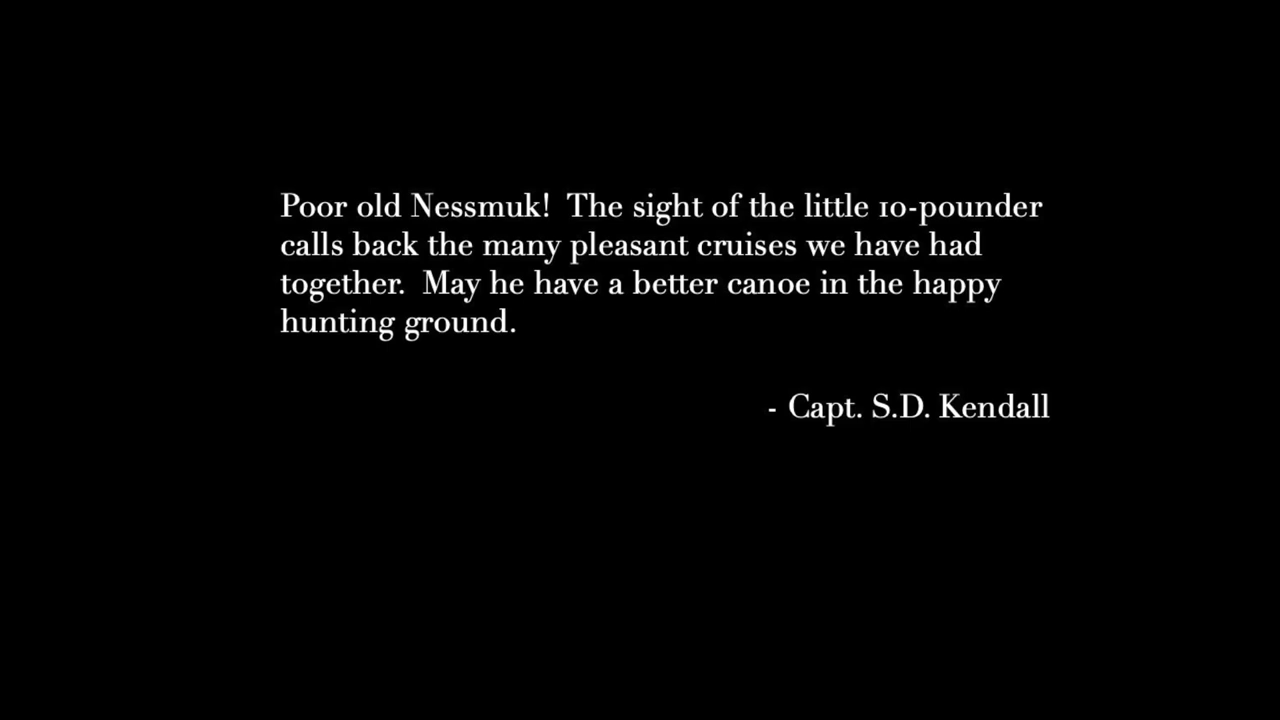 Poor old Nessmuk!  The sight of the little 10-pounder
calls back the many pleasant cruises we have had
together.  May he have a better canoe in the happy
hunting ground.
- Capt. S.D. Kendall